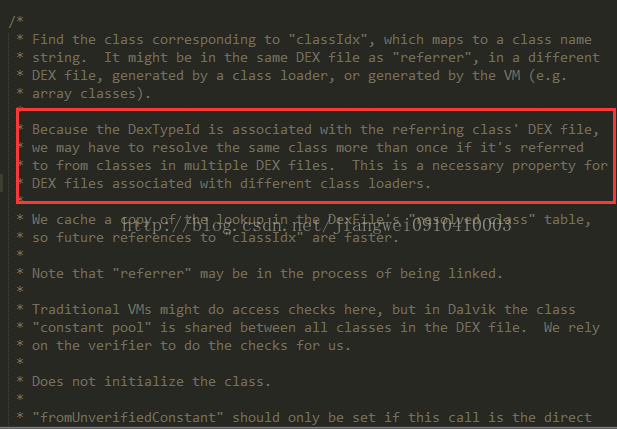 /*
* Find the class corresponding to "classIdx", which maps to a class name
* string.  It might be in the same DEX file as "referrer", in a different
* DEX file, generated by a class loader, or generated by the VM (e.g.
* array classes).
*
* Because the DexTypeId is associated with the referring class' DEX file,
* we may have to resolve the same class more than once if it's referred
* to from classes in multiple DEX files.  This is a necessary property for
* DEX files associated with different class loaders.
*
* We cache a copy of the lookup in the DexFile's "resolved class" table,
* so future references to "classIdx" are faster.
http://blog.csdn.net/jiangwei0910410003
*
* Note that "referrer" may be in the process of being linked.
*
* Traditional VMs might do access checks here, but in Dalvik the class
* "constant pool" is shared between all classes in the DEX file.  We rely
* on the verifier to do the checks for us.
*
* Does not initialize the class.
*
* "fromUnverifiedConstant" should only be set if this call is the direct